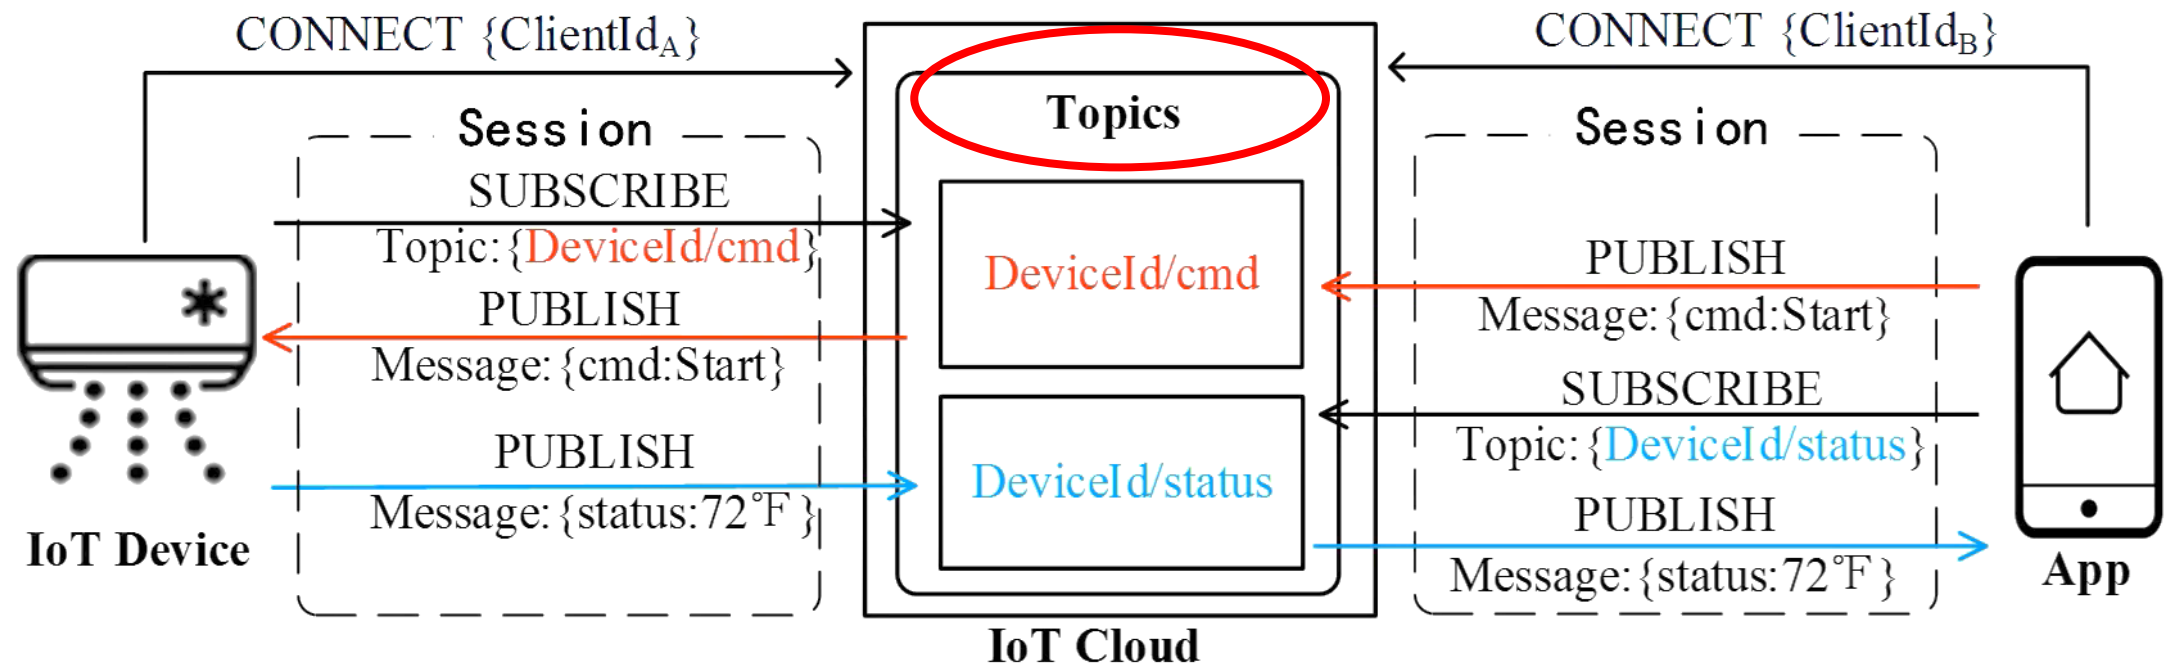 CONNECT {ClientIdA}
CONNECT {ClientIdB}
Session
SUBSCRIBE
Topic:{DeviceId/cmd}
PUBLISH
Message:{cmd:Start}
PUBLISH
Message:{status:72°F}
IoT Device
Topics
DeviceId/cmd
DeviceId/status
IoT Cloud
Session
PUBLISH
Message:{cmd:Start}
SUBSCRIBE
Topic:{DeviceId/status}
PUBLISH
Message:{status:72°F}
App